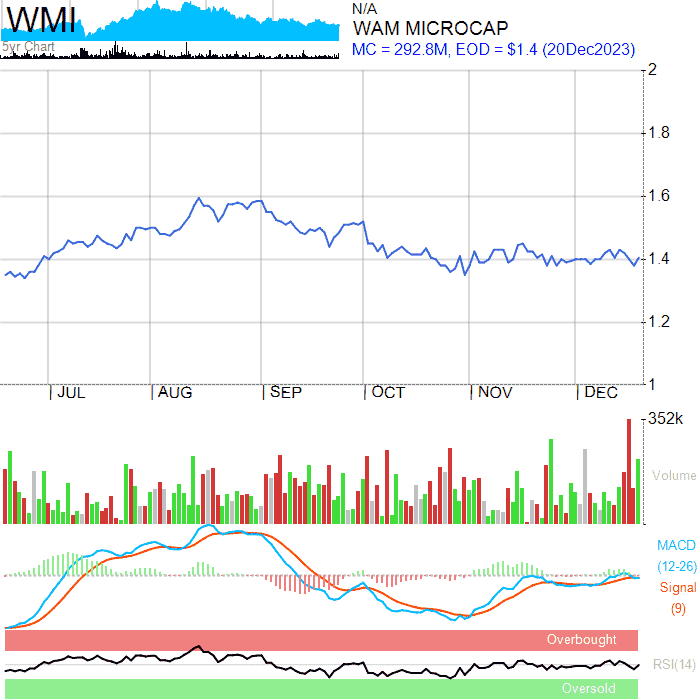 WMI
5yr Chart
N/A
WAM MICROCAP
MC = 292.8M, EOD = $1.4 (20Dec2023)
2
1.8
1.6
1.4
1.2
1
JUL AUG SEP OCT NOV DEC
352k
Volume
MACD
(12-26)
Signal
(9)
Overbought
RSI(14)
Oversold